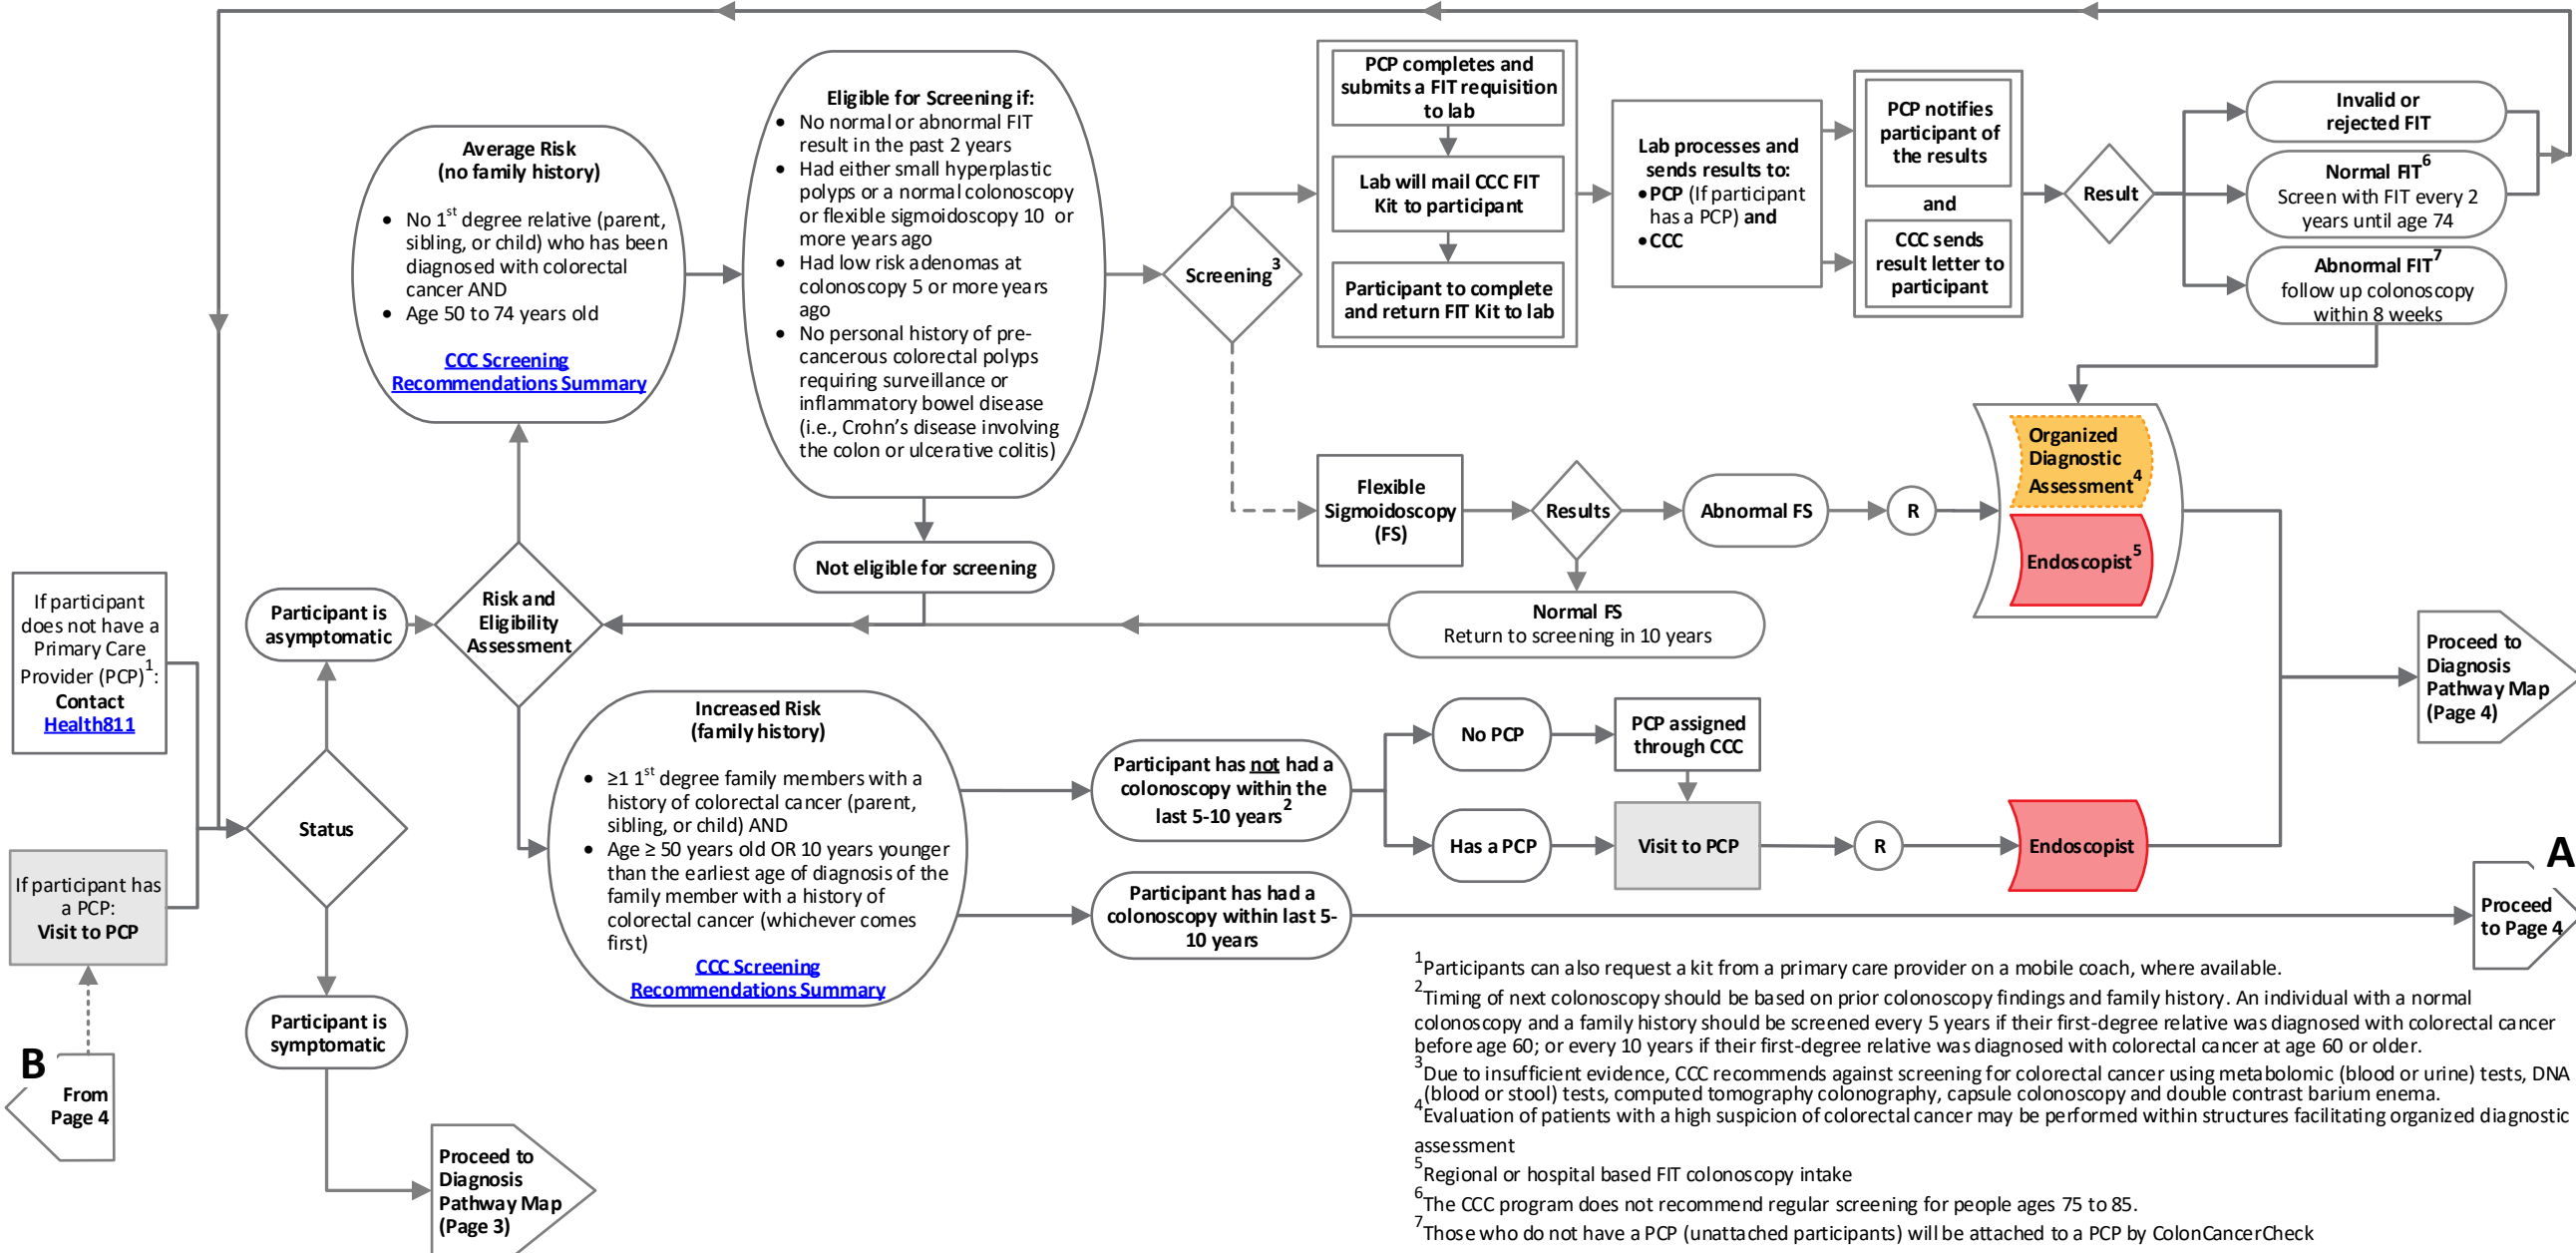 Average Risk
(no family history)
• No 1st degree relative (parent,
sibling, or child) who has been
diagnosed with colorectal
cancer AND
• Age 50 to 74 years old
CCC Screening
Recommendations Summary
Eligible for Screening if:
• No normal or abnormal FIT
result in the past 2 years
• Had either small hyperplastic
polyps or a normal colonoscopy
or flexible sigmoidoscopy 10 or
more years ago
• Had low risk adenomas at
colonoscopy 5 or more years
ago
• No personal history of pre-
cancerous colorectal polyps
requiring surveillance or
inflammatory bowel disease
(i.e., Crohn's disease involving
the colon or ulcerative colitis)
Screening3
PCP completes and
submits a FIT requisition
to lab
Lab will mail CCC FIT
Kit to participant
Participant to complete
and return FIT Kit to lab
Lab processes and
sends results to:
• PCP (If participant
has a PCP) and
• CCC
PCP notifies
participant of
the results
and
CCC sends
result letter to
participant
Result
Invalid or
rejected FIT
Normal FIT6
Screen with FIT every 2
years until age 74
Abnormal FIT7
follow up colonoscopy
within 8 weeks
Flexible
Sigmoidoscopy
(FS)
Results
Abnormal FS
R
Organized
Diagnostic
Assessment4
Endoscopist5
Not eligible for screening
Normal FS
Return to screening in 10 years
If participant
does not have a
Primary Care
Provider (PCP)1:
Contact
Health811
Participant is
asymptomatic
Risk and
Eligibility
Assessment
Proceed to
Diagnosis
Pathway Map
(Page 4)
Status
If participant has
a PCP:
Visit to PCP
Increased Risk
(family history)
• ≥1 1st degree family members with a
history of colorectal cancer (parent,
sibling, or child) AND
• Age ≥ 50 years old OR 10 years younger
than the earliest age of diagnosis of the
family member with a history of
colorectal cancer (whichever comes
first)
CCC Screening
Recommendations Summary
Participant has not had a
colonoscopy within the
last 5-10 years2
No PCP
PCP assigned
through CCC
Has a PCP
Visit to PCP
R
Endoscopist
Participant has had a
colonoscopy within last 5-
10 years
A
Proceed
to Page 4
Participant is
symptomatic
B
From
Page 4
Proceed to
Diagnosis
Pathway Map
(Page 3)
1Participants can also request a kit from a primary care provider on a mobile coach, where available.
2Timing of next colonoscopy should be based on prior colonoscopy findings and family history. An individual with a normal
colonoscopy and a family history should be screened every 5 years if their first-degree relative was diagnosed with colorectal cancer
before age 60; or every 10 years if their first-degree relative was diagnosed with colorectal cancer at age 60 or older.
3Due to insufficient evidence, CCC recommends against screening for colorectal cancer using metabolomic (blood or urine) tests, DNA
(blood or stool) tests, computed tomography colonography, capsule colonoscopy and double contrast barium enema.
4Evaluation of patients with a high suspicion of colorectal cancer may be performed within structures facilitating organized diagnostic
assessment
5Regional or hospital based FIT colonoscopy intake
6The CCC program does not recommend regular screening for people ages 75 to 85.
7Those who do not have a PCP (unattached participants) will be attached to a PCP by ColonCancerCheck